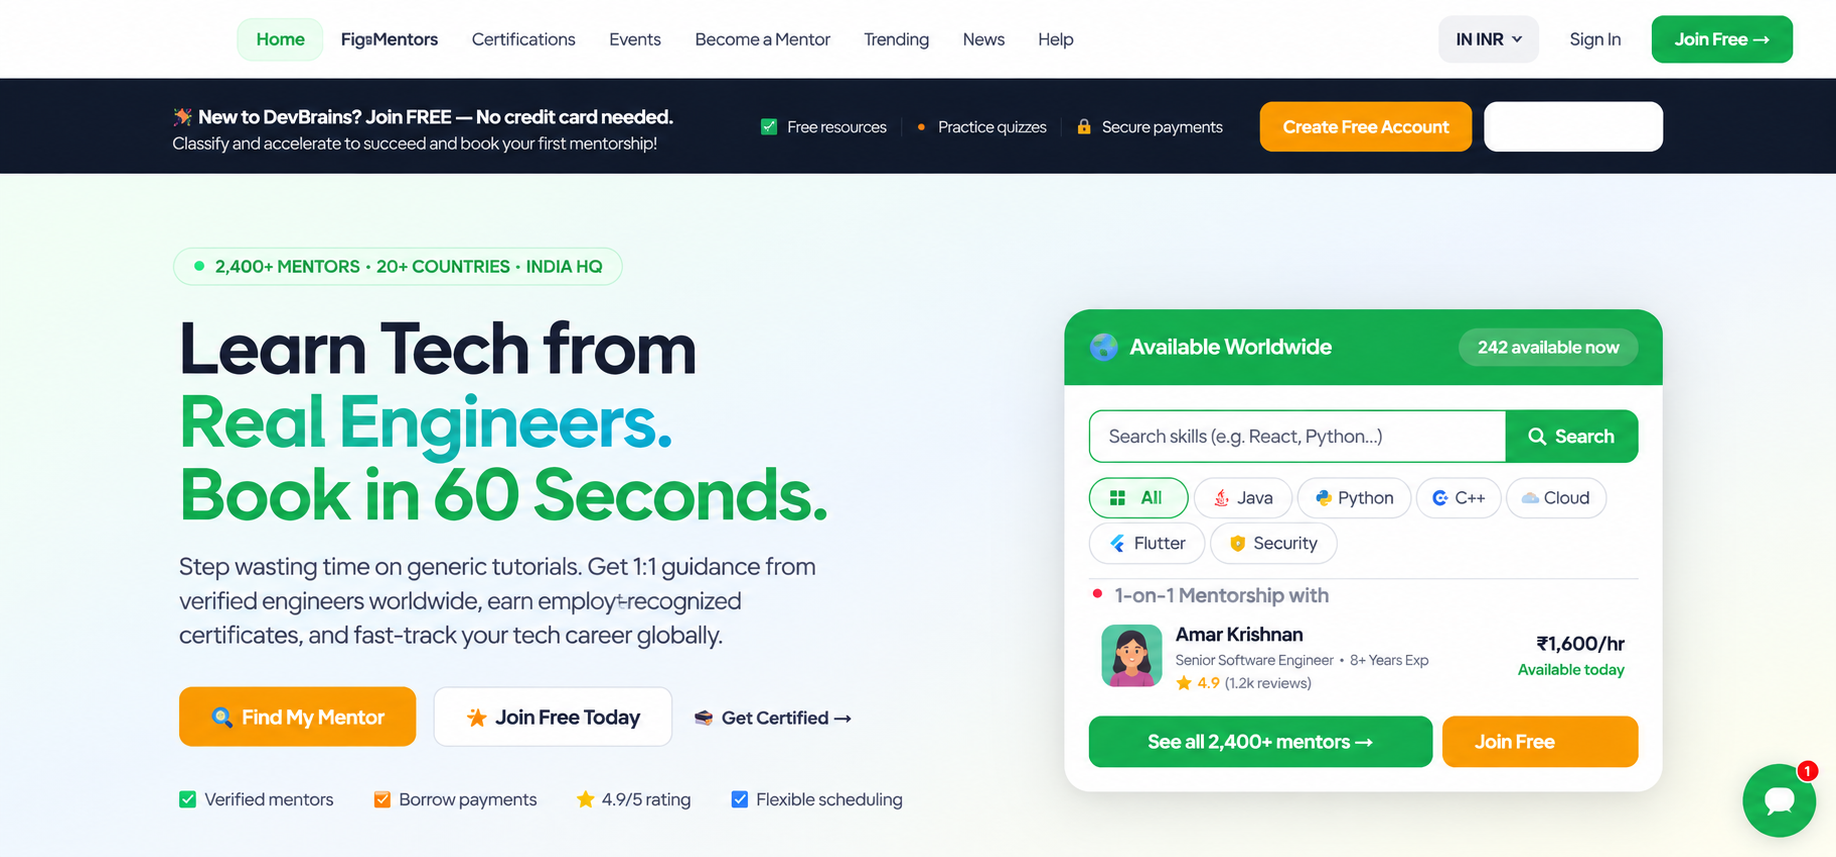 Home
Certifications
Events
Become a Mentor
Trending
News
Help
IN INR
Sign In
Join Free →
New to DevBrains? Join FREE — No credit card needed.
Classify and accelerate to succeed and book your first mentorship!
Free resources
Practice quizzes
Secure payments
Create Free Account
2,400+ MENTORS • 20+ COUNTRIES • INDIA HQ
Learn Tech from
Real Engineers.
Book in 60 Seconds.
Step wasting time on generic tutorials. Get 1:1 guidance from
verified engineers worldwide, earn
certificates, and fast-track your tech career globally.
Find My Mentor
Join Free Today
Get Certified →
Verified mentors
Borrow payments
4.9/5 rating
Flexible scheduling
Available Worldwide
242 available now
Search skills (e.g. React, Python...)
Search
All
Java
Python
C++
Cloud
Flutter
Security
1-on-1 Mentorship with
Amar Krishnan
Senior Software Engineer • 8+ Years Exp
4.9 (1.2k reviews)
₹1,600/hr
Available today
See all 2,400+ mentors →
Join Free
1